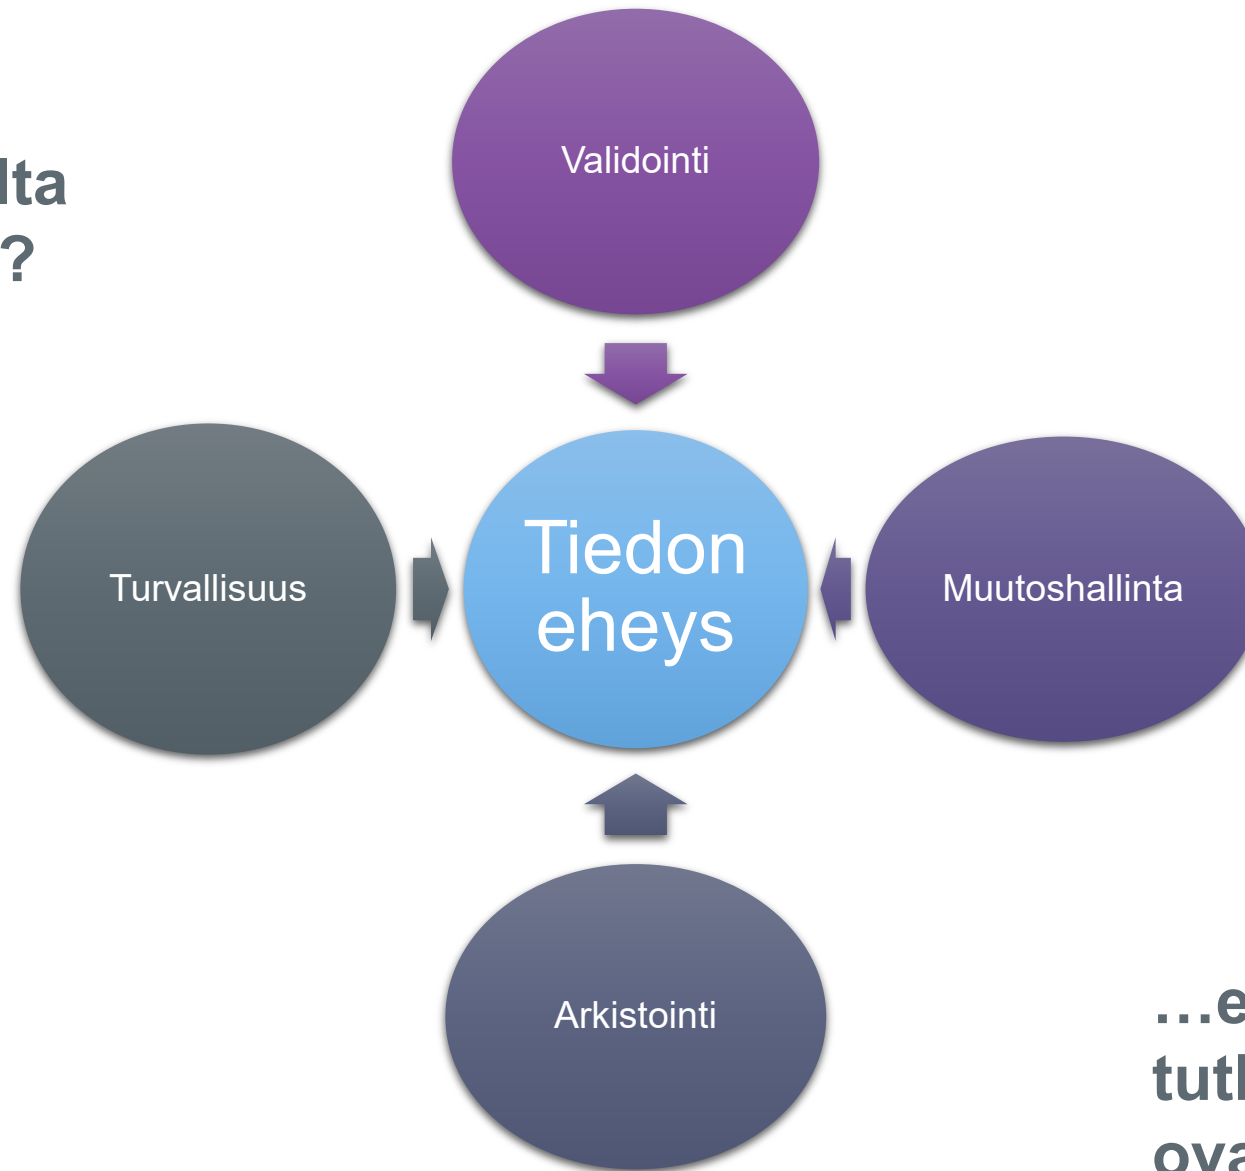 Validointi
lta
?
Turvallisuus
Tiedon
eheys
Muutoshallinta
Arkistointi
…e
tutl
ova